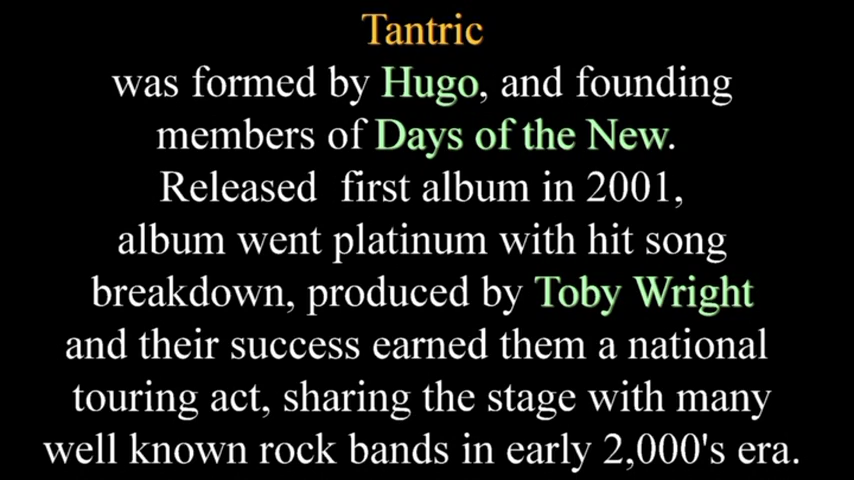 Tantric
was formed by Hugo, and founding
members of Days of the New.
Released  first album in 2001,
album went platinum with hit song
breakdown, produced by Toby Wright
and their success earned them a national
touring act, sharing the stage with many
well known rock bands in early 2,000's era.